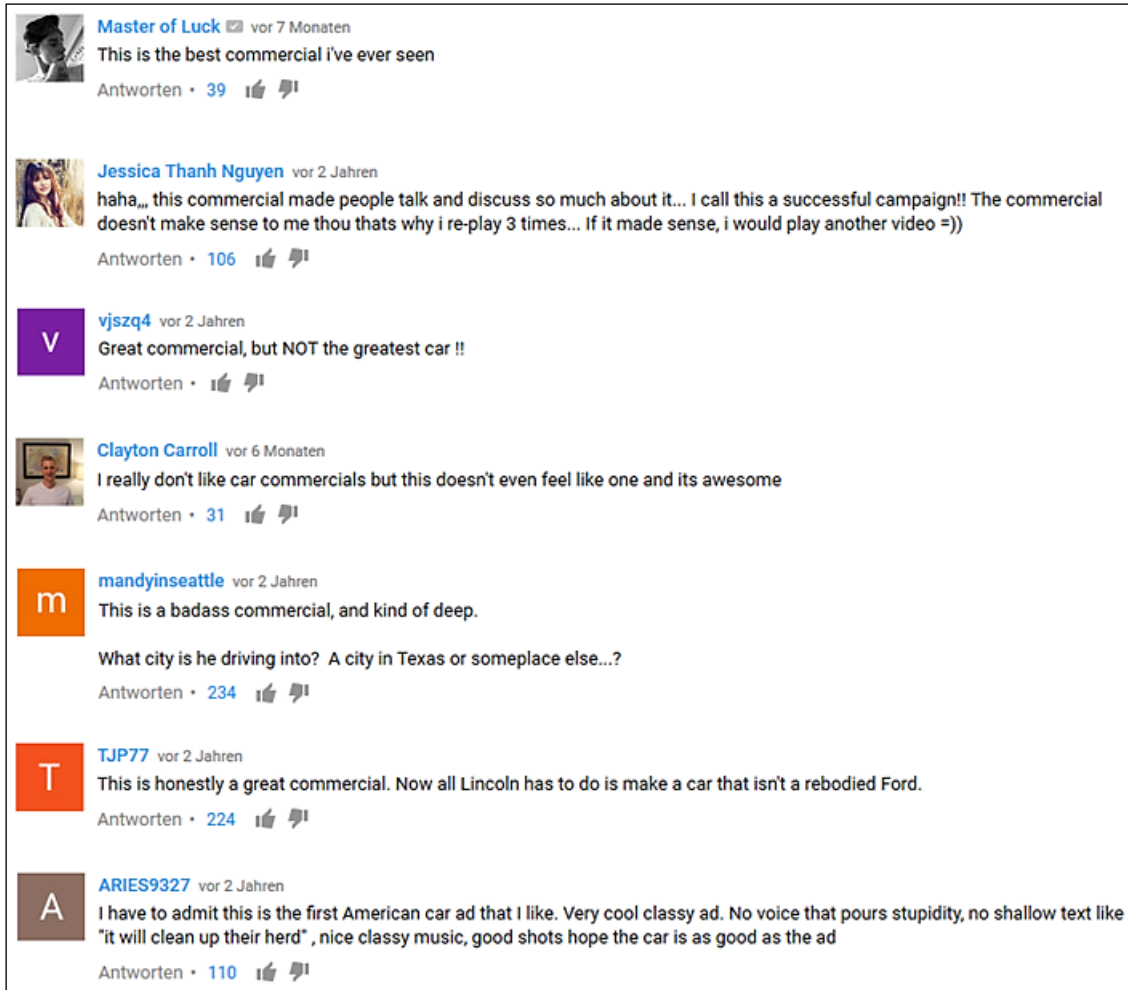 Master of Luck vor 7 Monaten
This is the best commercial i've ever seen
Antworten • 39
Jessica Thanh Nguyen vor 2 Jahren
haha,,, this commercial made people talk and discuss so much about it... I call this a successful campaign!! The commercial
doesn't make sense to me thou thats why i re-play 3 times... If it made sense, i would play another video =))
Antworten • 106
V
vjszq4 vor 2 Jahren
Great commercial, but NOT the greatest car !!
Antworten •
Clayton Carroll vor 6 Monaten
I really don't like car commercials but this doesn't even feel like one and its awesome
Antworten • 31
m
mandyinseattle vor 2 Jahren
This is a badass commercial, and kind of deep.
What city is he driving into? A city in Texas or someplace else...?
Antworten • 234
T
TJP77 vor 2 Jahren
This is honestly a great commercial. Now all Lincoln has to do is make a car that isn't a rebodied Ford.
Antworten • 224
A
ARIES9327 vor 2 Jahren
I have to admit this is the first American car ad that I like. Very cool classy ad. No voice that pours stupidity, no shallow text like
"it will clean up their herd" , nice classy music, good shots hope the car is as good as the ad
Antworten • 110